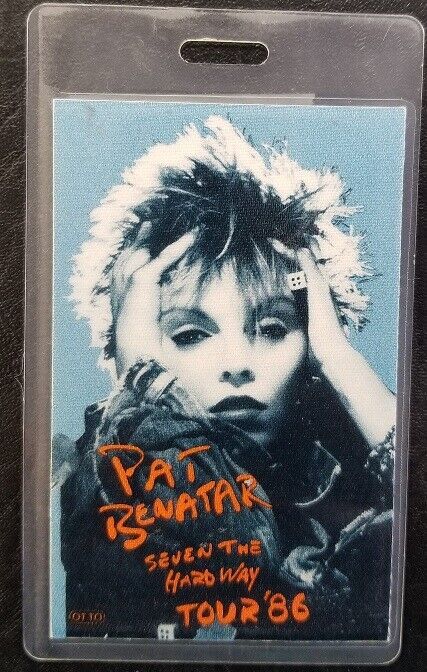 PAT
BENATAR
SEVEN THE
HARD WAY
TOUR '86
OTTO